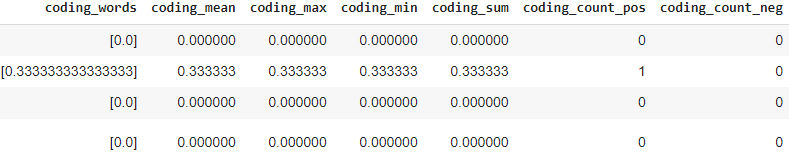 coding_words coding_mean coding_max coding_min coding_sum coding_count_pos coding_count_neg
[0.0] 0.000000 0.000000 0.000000 0.000000 0 0
[0.333333333333333] 0.333333 0.333333 0.333333 0.333333 1 0
[0.0] 0.000000 0.000000 0.000000 0.000000 0 0
[0.0] 0.000000 0.000000 0.000000 0.000000 0 0